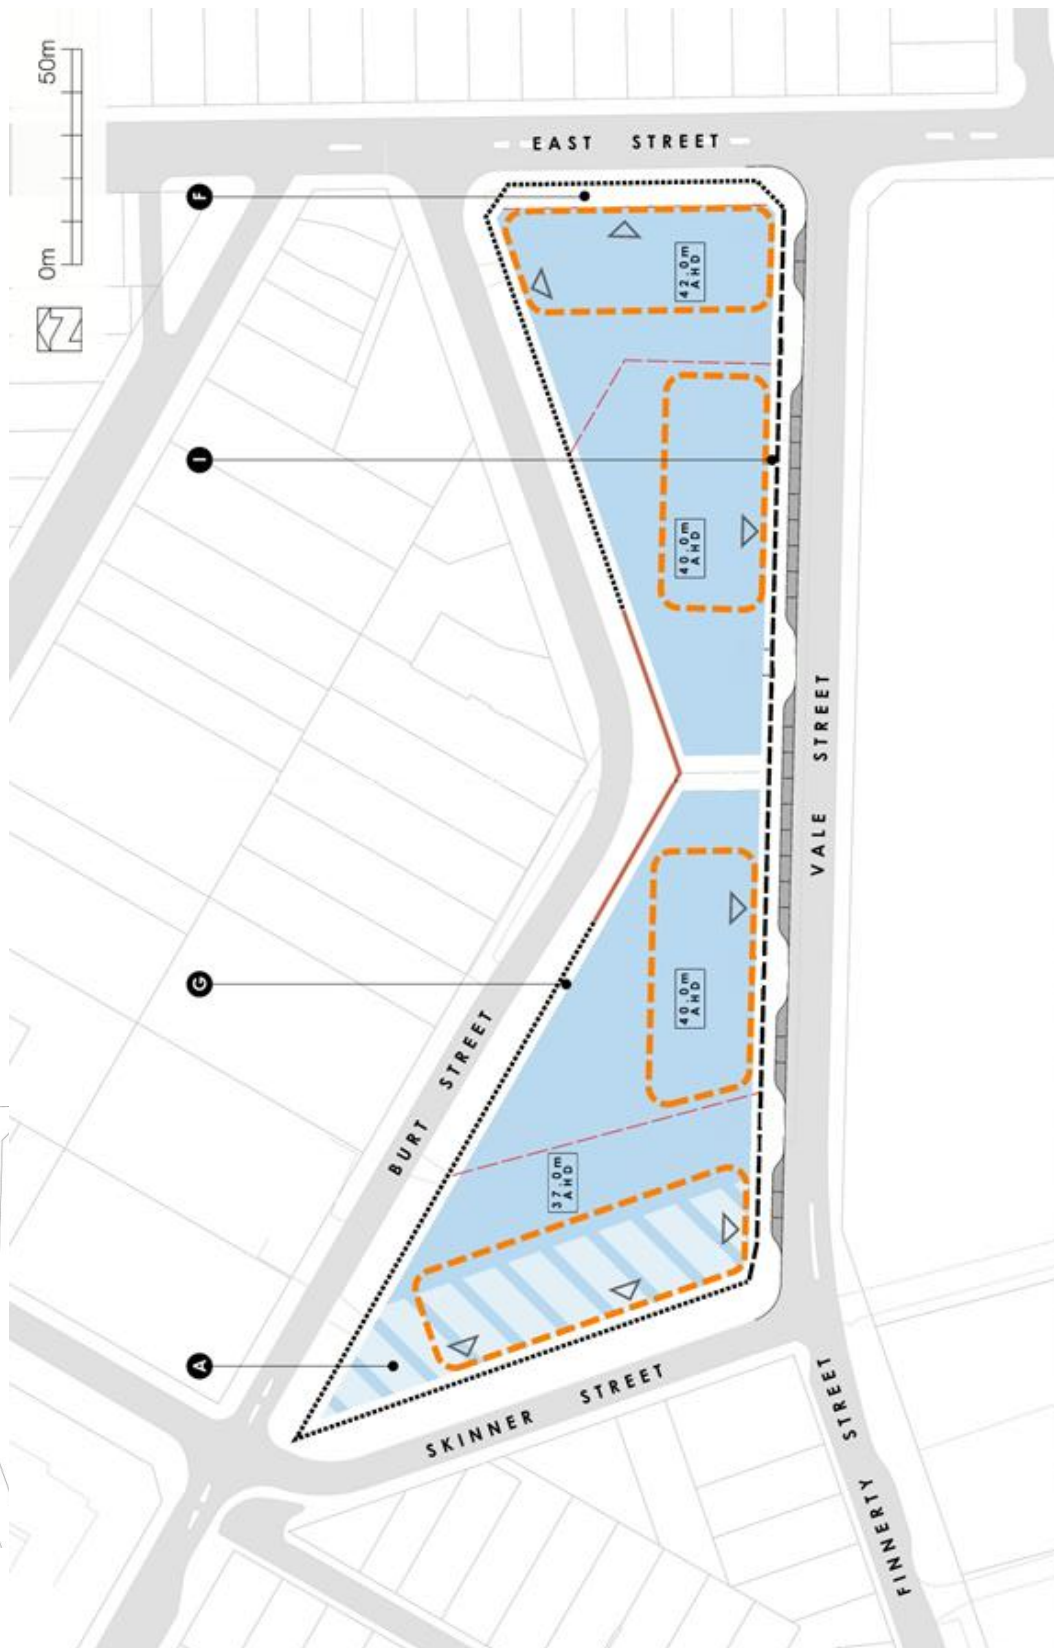 50m
0m
N
EAST STREET
F
42.0m
AHD
I
40.0m
AHD
VALE STREET
G
40.0m
AHD
BURT STREET
37.0m
AHD
A
SKINNER STREET
FINNERTY STREET